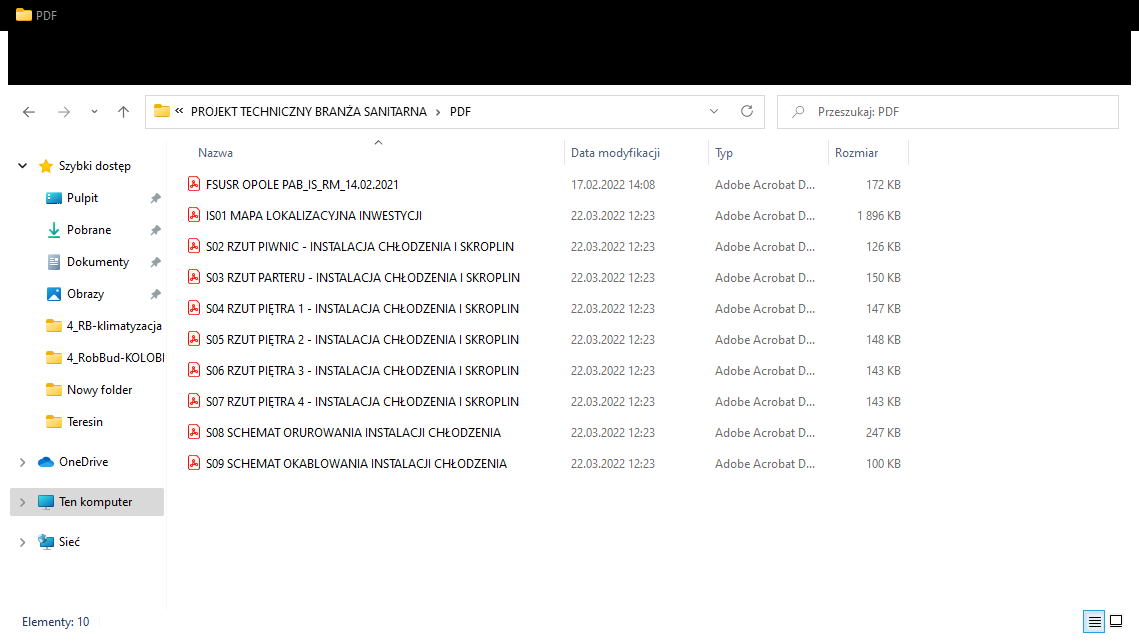 PDF
« PROJEKT TECHNICZNY BRANŻA SANITARNA › PDF
Przeszukaj: PDF
Nazwa Data modyfikacji Typ Rozmiar
Szybki dostęp
Pulpit
Pobrane
Dokumenty
Obrazy
4_RB-klimatyzacja
4_RobBud-KOLOBI
Nowy folder
Teresin
OneDrive
Ten komputer
Sieć
FSUSR OPOLE PAB_IS_RM_14.02.2021 17.02.2022 14:08 Adobe Acrobat D... 172 KB
IS01 MAPA LOKALIZACYJNA INWESTYCJI 22.03.2022 12:23 Adobe Acrobat D... 1 896 KB
S02 RZUT PIWNIC - INSTALACJA CHŁODZENIA I SKROPLIN 22.03.2022 12:23 Adobe Acrobat D... 126 KB
S03 RZUT PARTERU - INSTALACJA CHŁODZENIA I SKROPLIN 22.03.2022 12:23 Adobe Acrobat D... 150 KB
S04 RZUT PIĘTRA 1 - INSTALACJA CHŁODZENIA I SKROPLIN 22.03.2022 12:23 Adobe Acrobat D... 147 KB
S05 RZUT PIĘTRA 2 - INSTALACJA CHŁODZENIA I SKROPLIN 22.03.2022 12:23 Adobe Acrobat D... 148 KB
S06 RZUT PIĘTRA 3 - INSTALACJA CHŁODZENIA I SKROPLIN 22.03.2022 12:23 Adobe Acrobat D... 143 KB
S07 RZUT PIĘTRA 4 - INSTALACJA CHŁODZENIA I SKROPLIN 22.03.2022 12:23 Adobe Acrobat D... 143 KB
S08 SCHEMAT ORUROWANIA INSTALACJI CHŁODZENIA 22.03.2022 12:23 Adobe Acrobat D... 247 KB
S09 SCHEMAT OKABLOWANIA INSTALACJI CHŁODZENIA 22.03.2022 12:23 Adobe Acrobat D... 100 KB
Elementy: 10